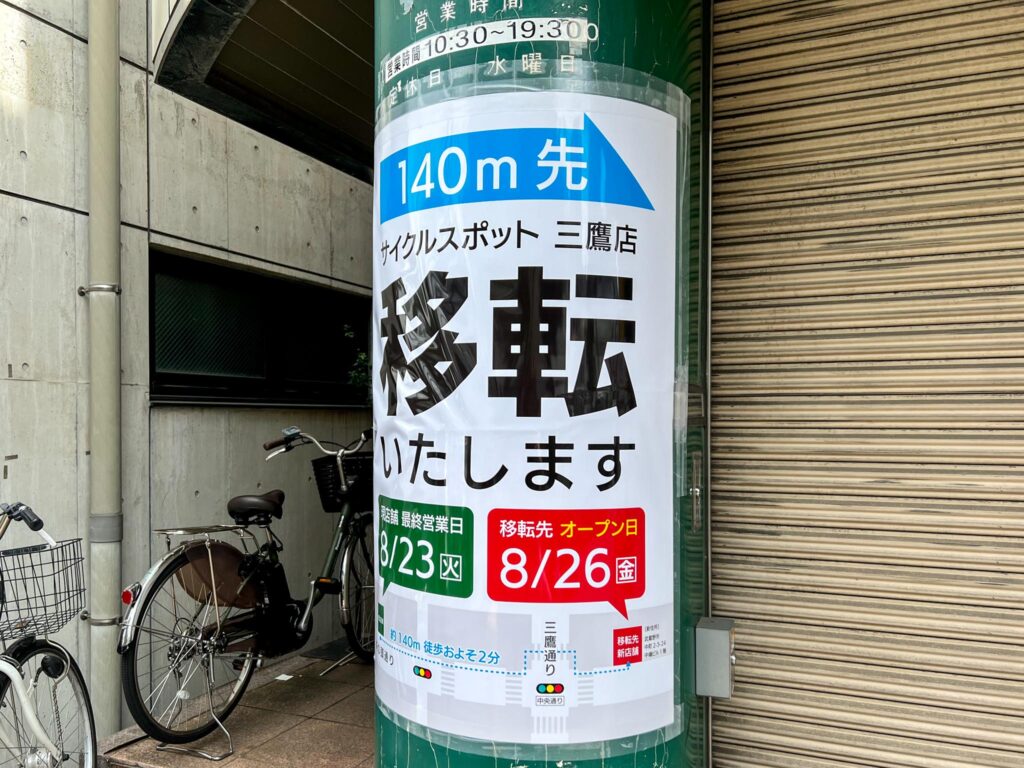 営業時間
営業時間 10:30~19:30
定休日 水曜日
140m 先
サイクルスポット 三鷹店
移転
いたします
現店舗 最終営業日
8/23 火
移転先 オープン日
8/26 金
約140m 徒歩およそ2分
三鷹通り
移転先
新店舗
中央通り